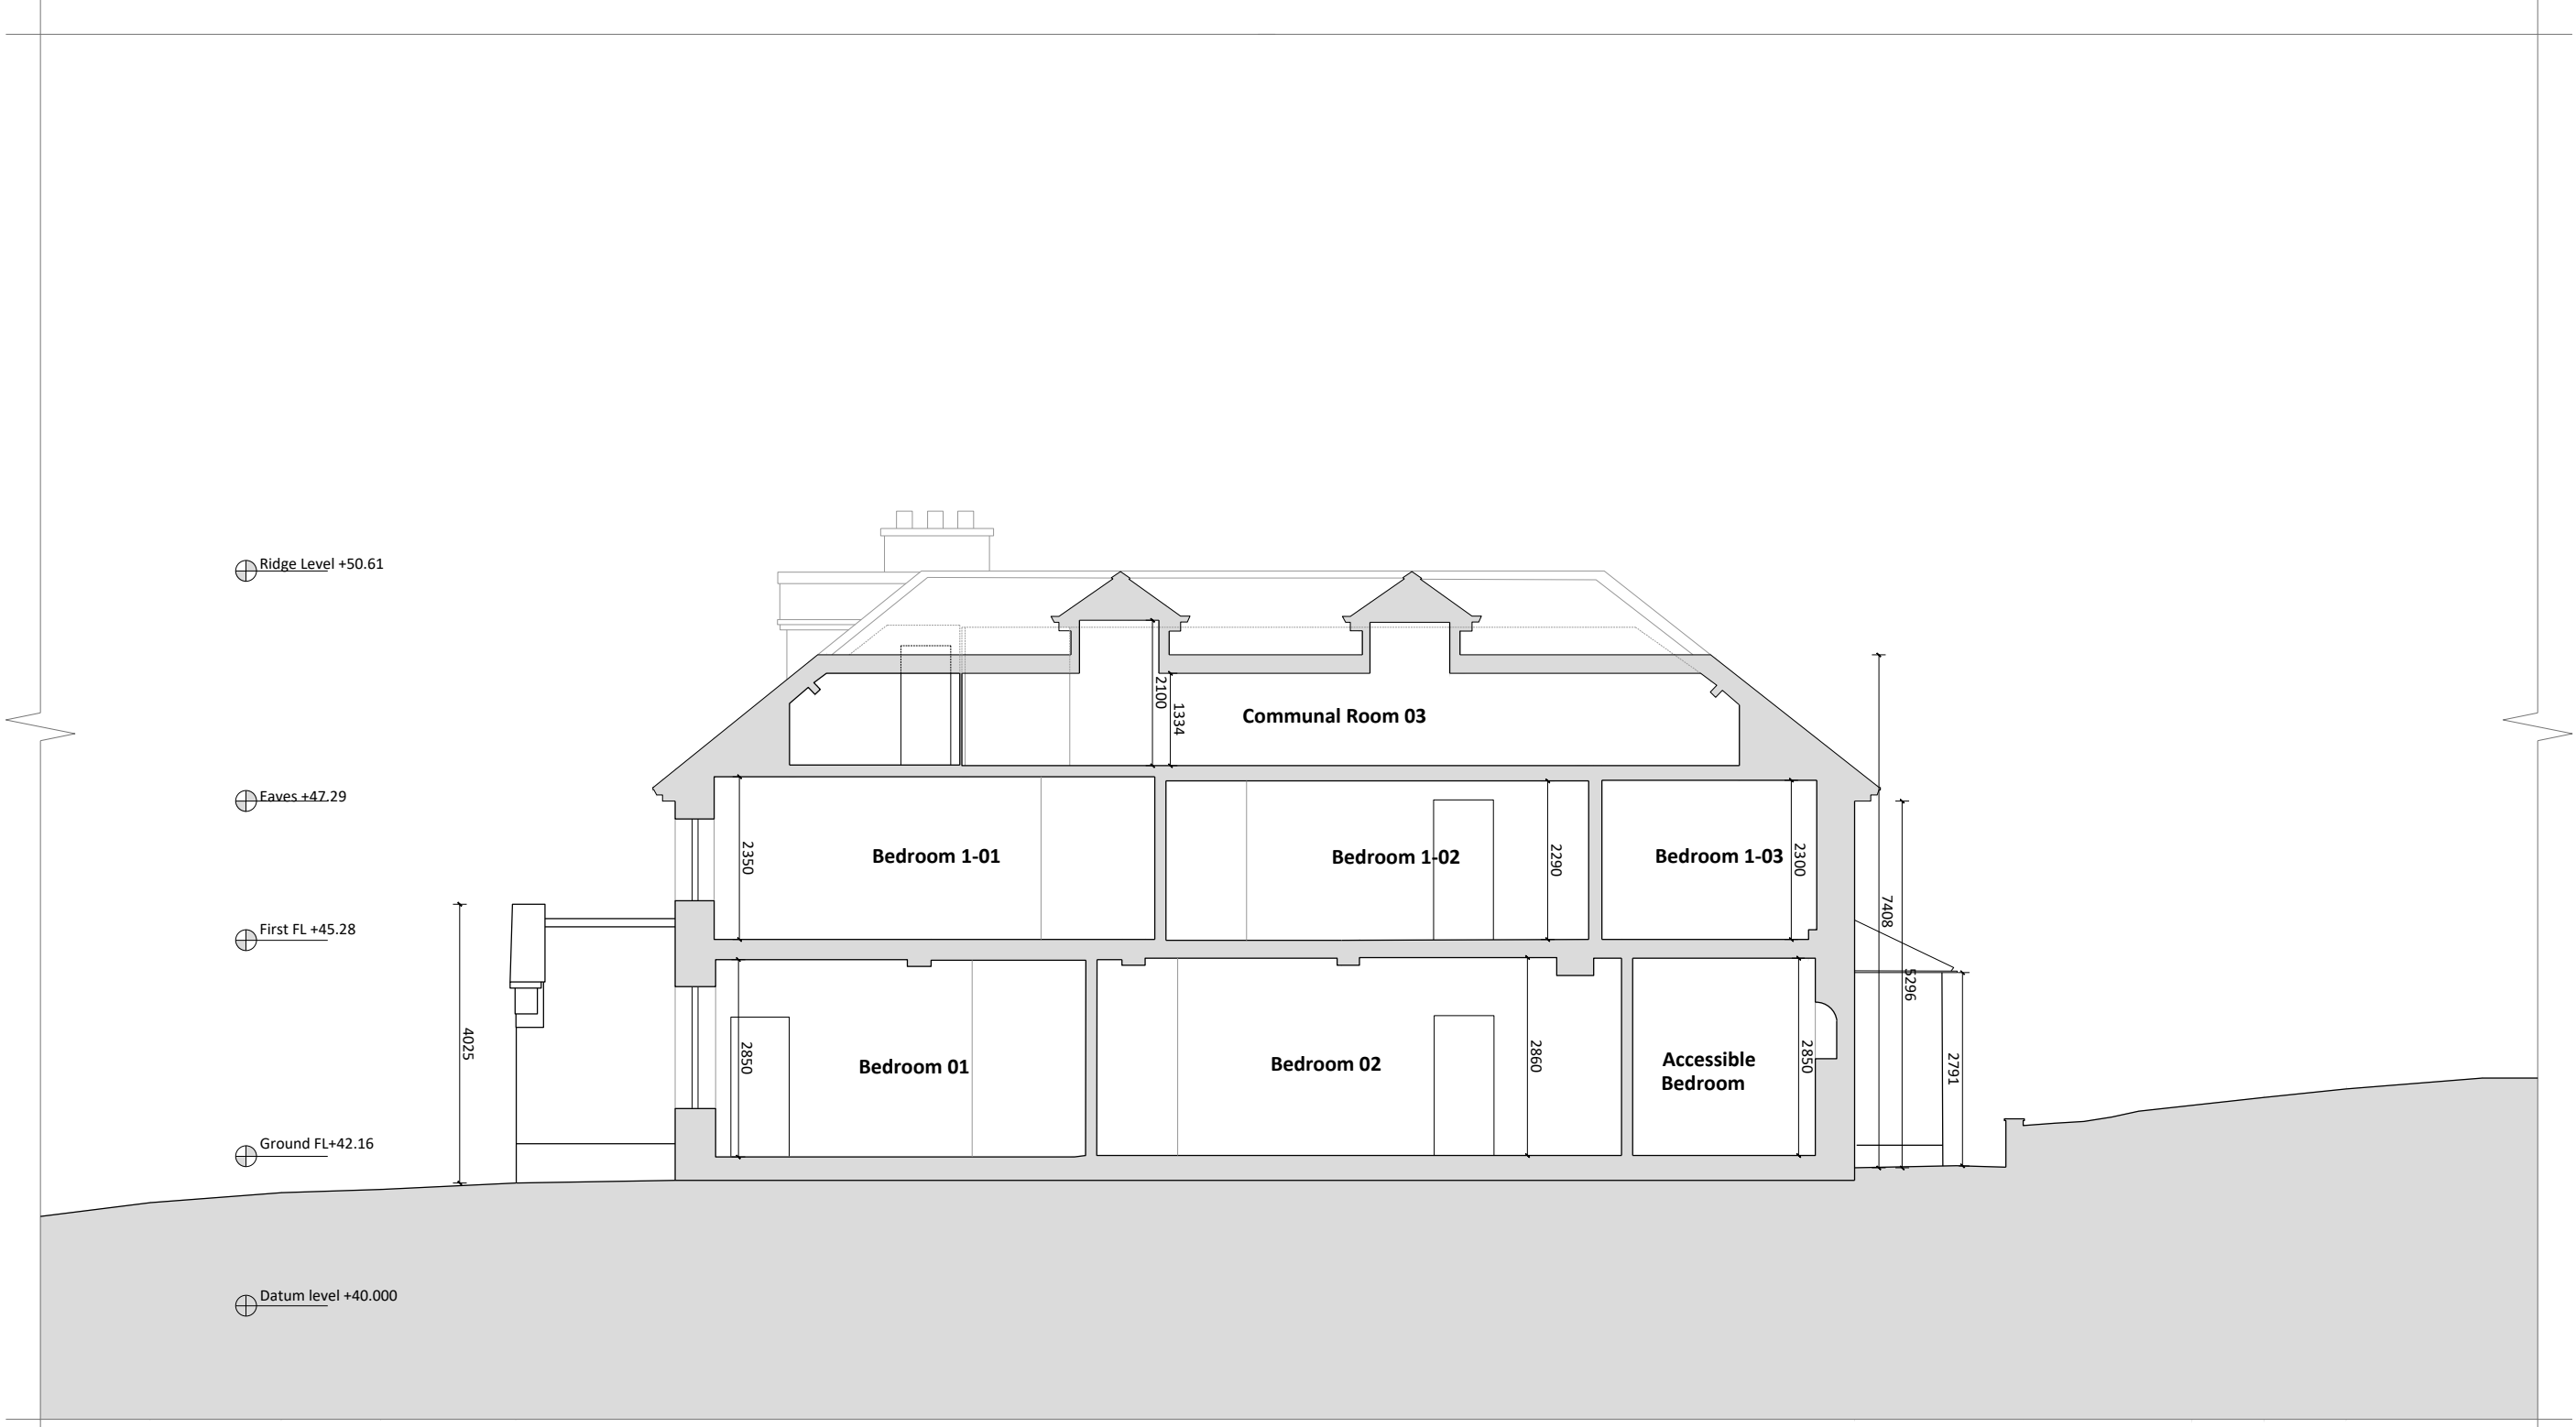 Ridge Level +50.61
2100
1334
Communal Room 03
Eaves +47.29
2350
Bedroom 1-01
Bedroom 1-02
2290
Bedroom 1-03
2300
7408
First FL +45.28
5296
4025
2850
Bedroom 01
Bedroom 02
2860
Accessible
Bedroom
2850
2791
Ground FL+42.16
Datum level +40.000